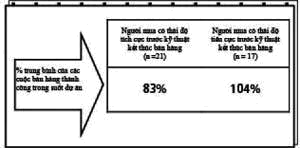 Người mua có thái độ
tích cực trước kỹ thuật
kết thúc bán hàng
(n =21)
Người mua có thái độ
tiêu cực trước kỹ thuật
kết thúc bán hàng
(n = 17)
% trung bình của các
cuộc bán hàng thành
công trong suốt dự án
83%
104%